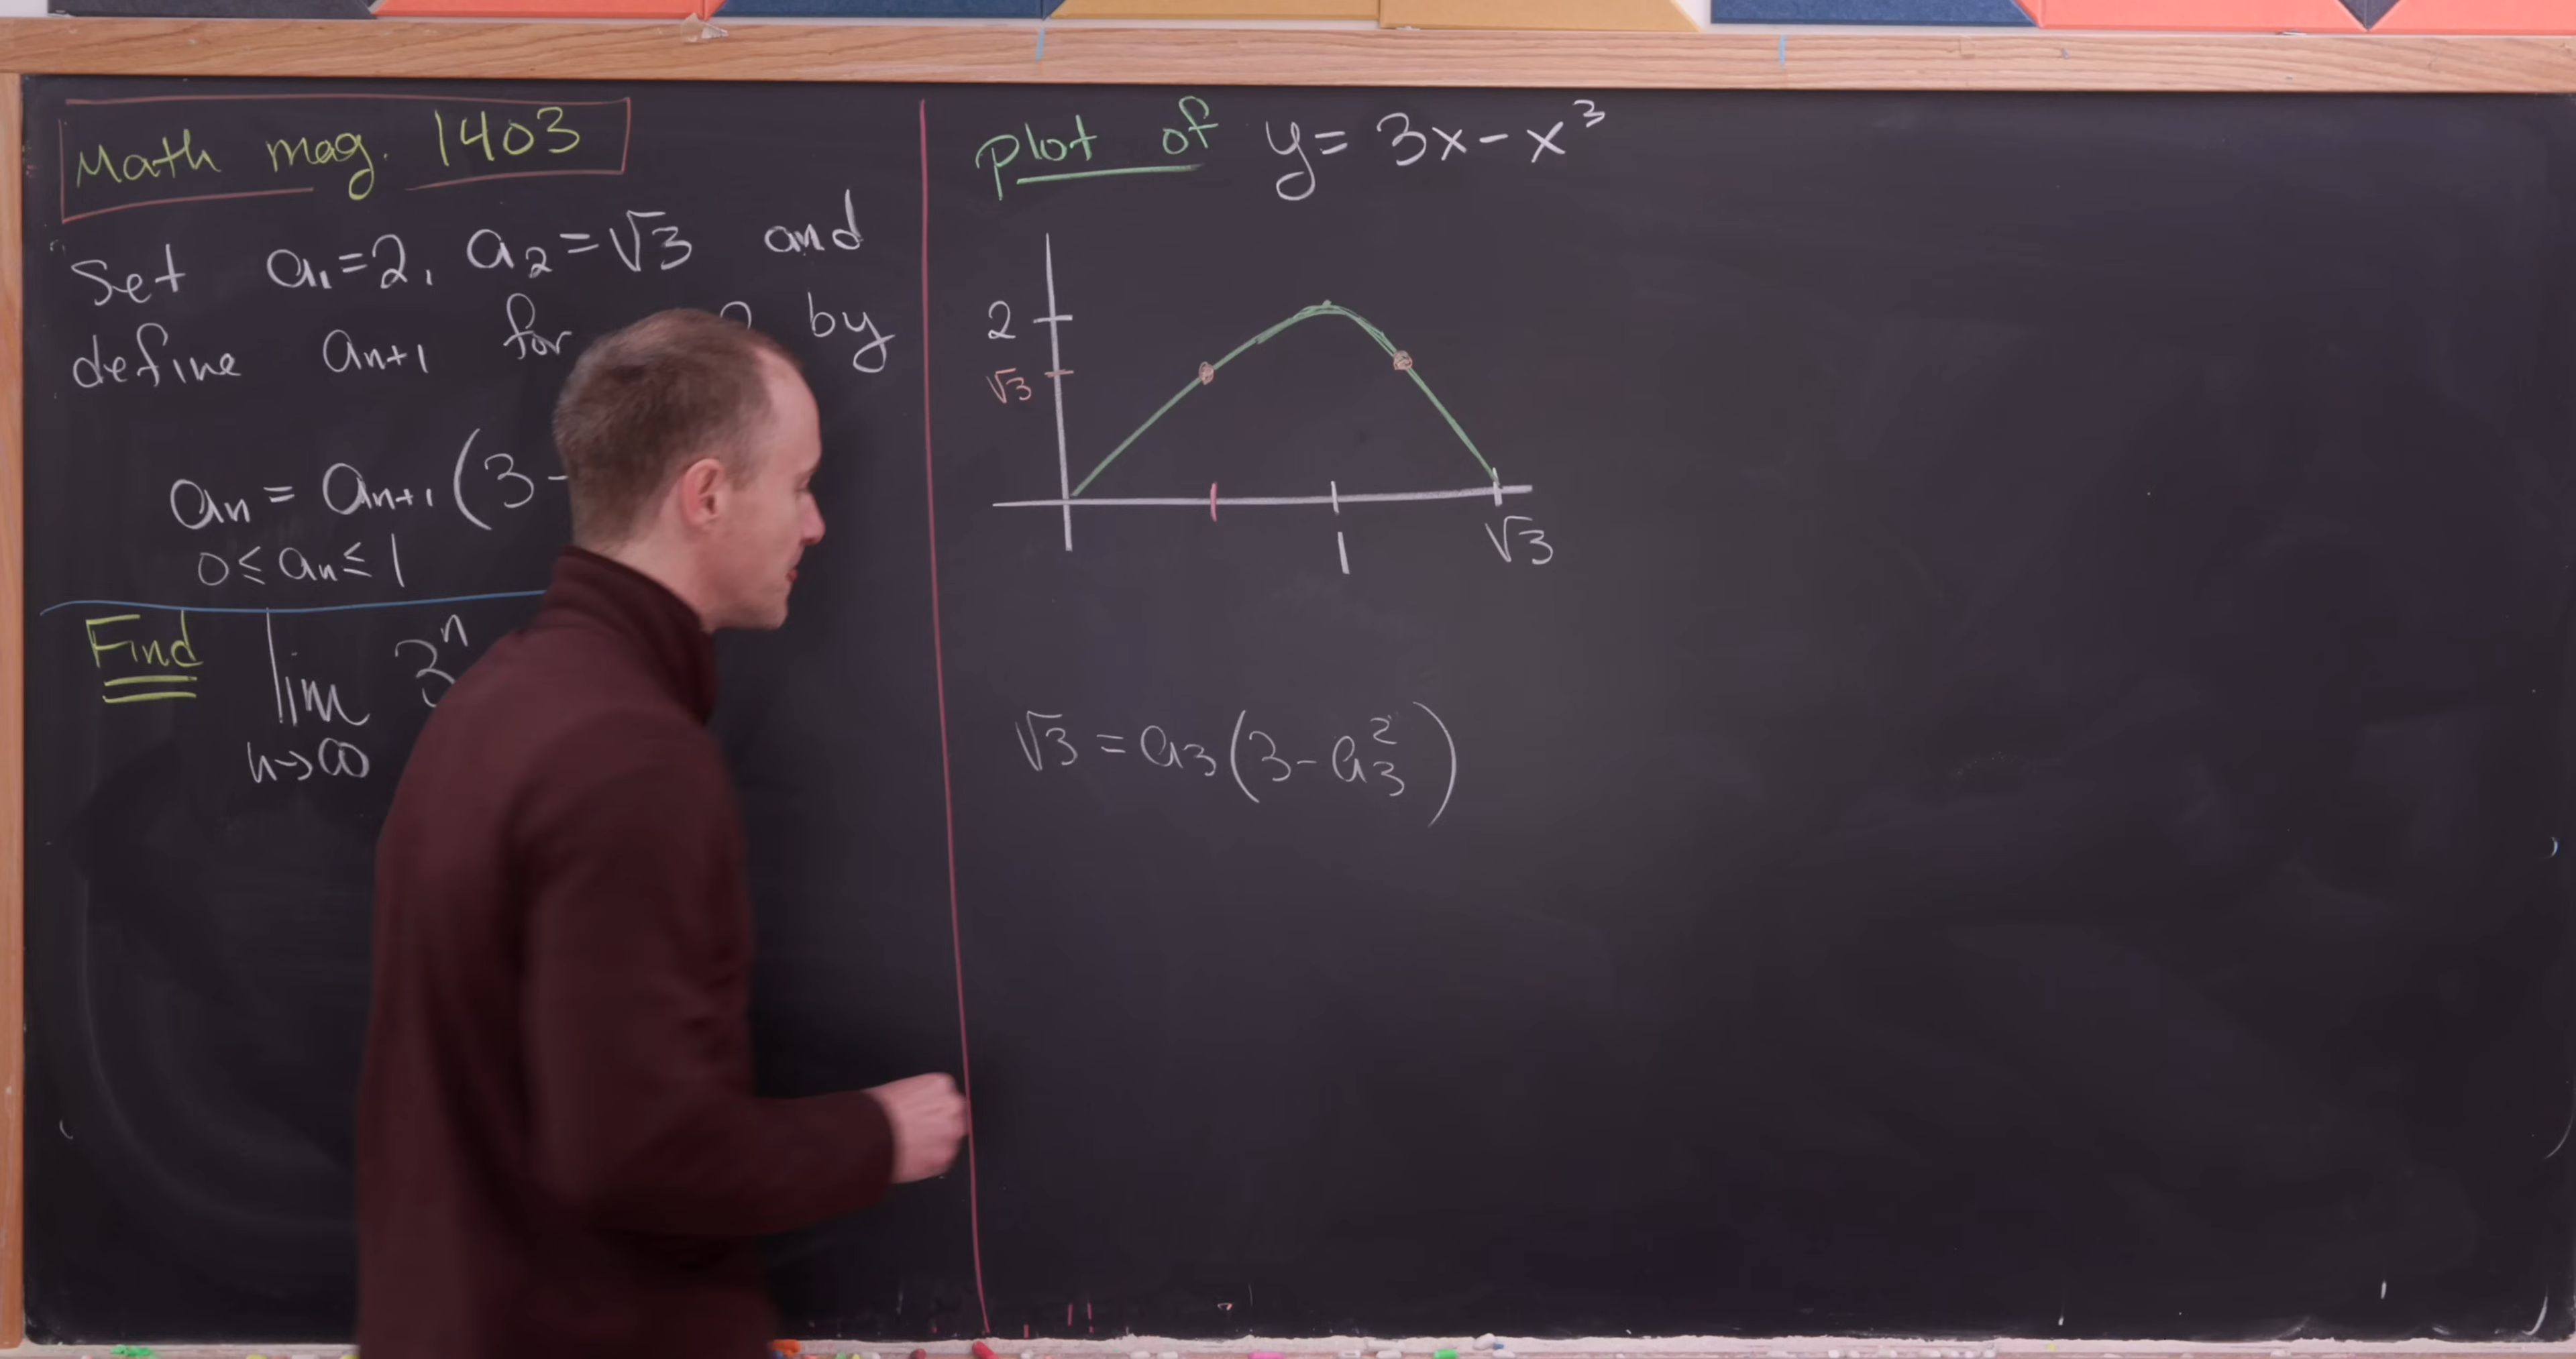 Math mag. 1403
Set a₁=2, a₂=√3 and
define aₙ₊₁ for 2 by
aₙ = aₙ₊₁(3-
0≤aₙ≤1
Find lim 3ⁿ
n→∞
plot of y=3x-x³
2
√3
1 √3
√3=a₃(3-a₃²)